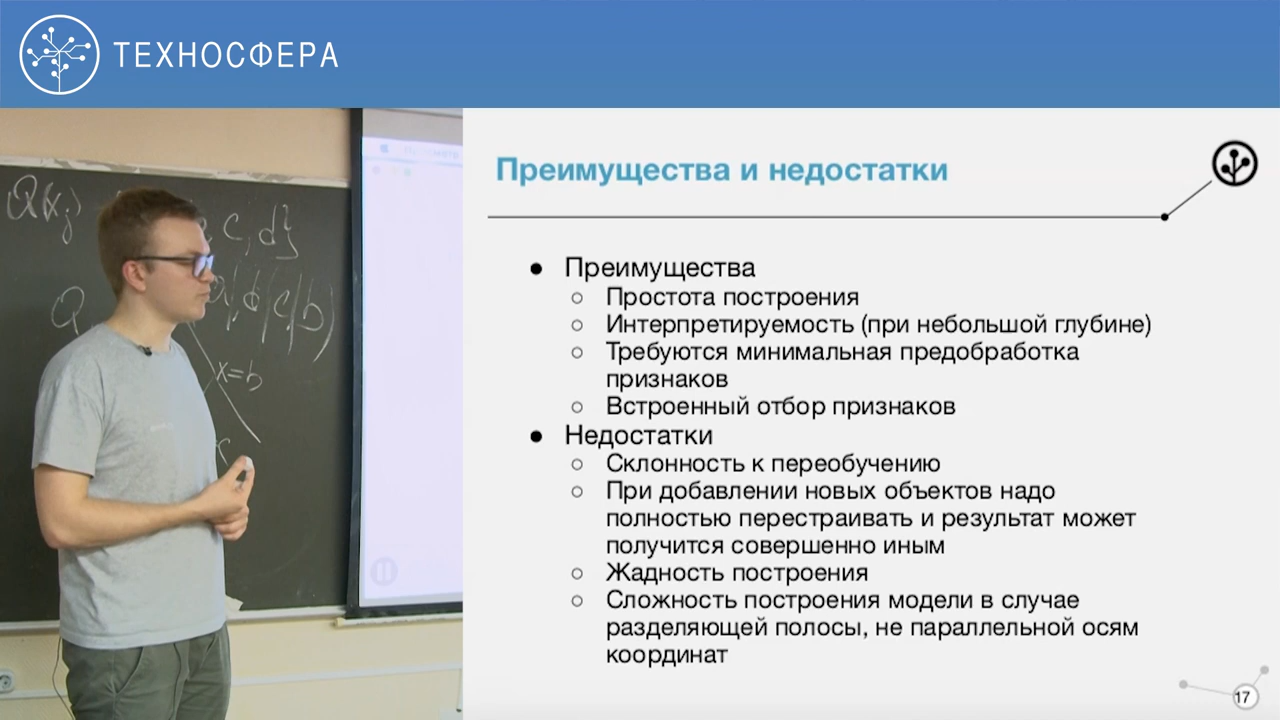 ТЕХНОСФЕРА
Q(x_j)
c, d}
Q
x=b
Преимущества и недостатки
● Преимущества
○ Простота построения
○ Интерпретируемость (при небольшой глубине)
○ Требуются минимальная предобработка
признаков
○ Встроенный отбор признаков
● Недостатки
○ Склонность к переобучению
○ При добавлении новых объектов надо
полностью перестраивать и результат может
получится совершенно иным
○ Жадность построения
○ Сложность построения модели в случае
разделяющей полосы, не параллельной осям
координат
17